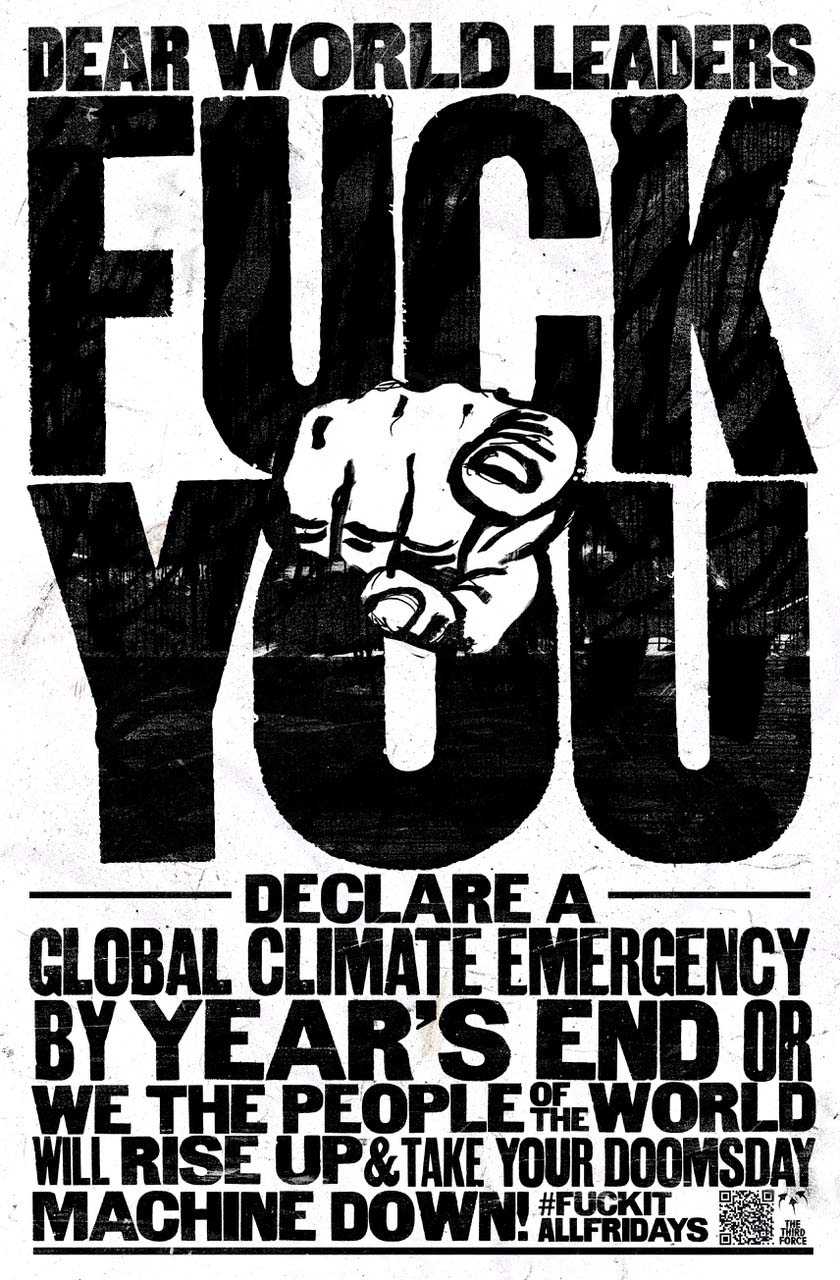 DEAR WORLD LEADERS
FUCK
YOU
DECLARE A
GLOBAL CLIMATE EMERGENCY
BY YEAR'S END OR
WE THE PEOPLE OF THE WORLD
WILL RISE UP & TAKE YOUR DOOMSDAY
MACHINE DOWN!
#FUCKIT
ALLFRIDAYS
THE
THIRD
FORCE